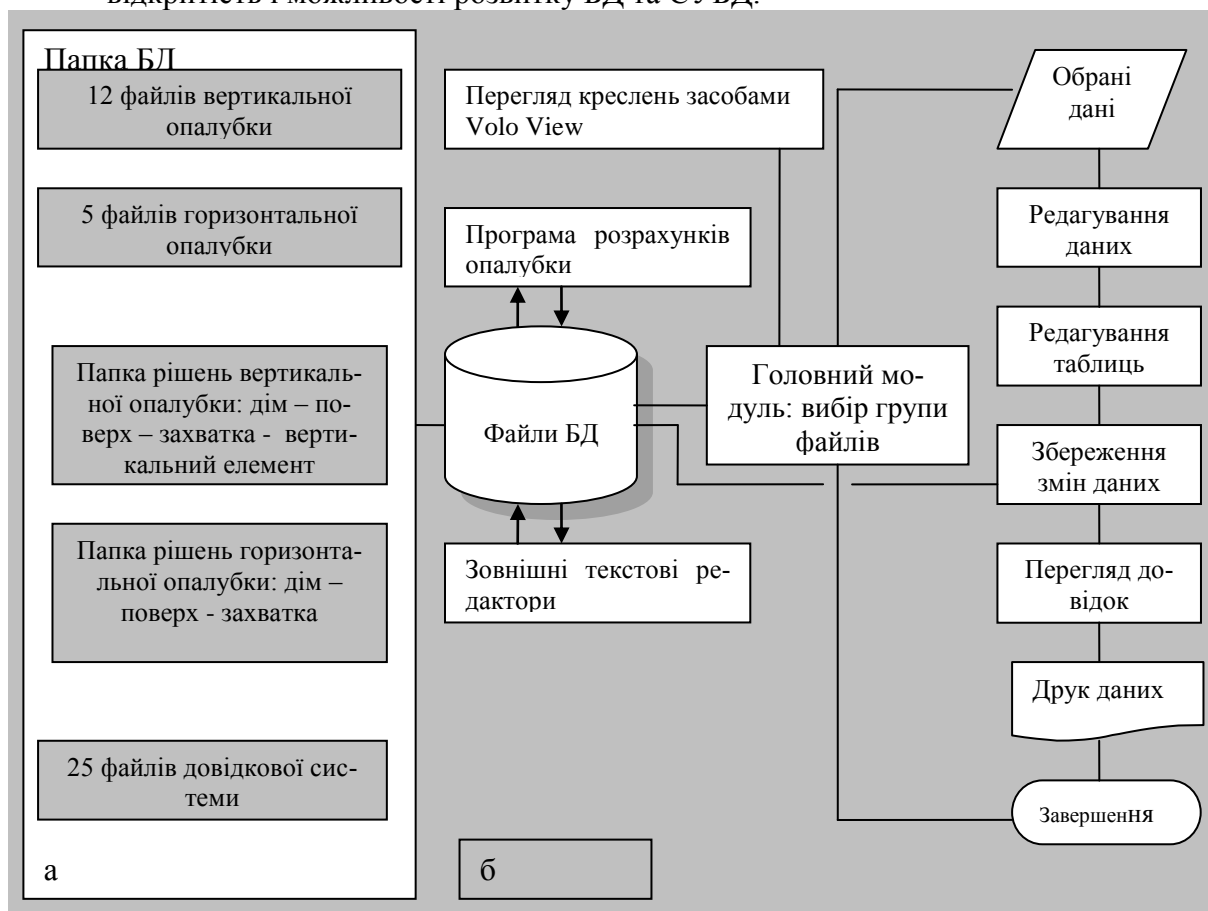 відкритість і можливості розвитку БД та СУБД.
Папка БД
12 файлів вертикальної
опалубки
5 файлів горизонтальної
опалубки
Папка рішень вертикаль-
ної опалубки: дім – по-
верх – захватка - верти-
кальний елемент
Папка рішень горизонта-
льної опалубки: дім –
поверх - захватка
25 файлів довідкової сис-
теми
а
Перегляд креслень засобами
Volo View
Програма розрахунків
опалубки
Файли БД
Зовнішні текстові ре-
дактори
б
Головний мо-
дуль: вибір групи
файлів
Обрані
дані
Редагування
даних
Редагування
таблиць
Збереження
змін даних
Перегляд до-
відок
Друк даних
Завершення